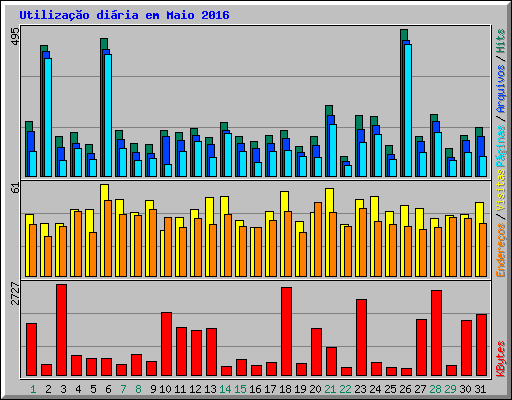 Utilização diária em Maio 2016
495
61
2727
Endereços / Visitas Páginas / Arquivos / Hits
KBytes
1 2 3 4 5 6 7 8 9 10 11 12 13 14 15 16 17 18 19 20 21 22 23 24 25 26 27 28 29 30 31